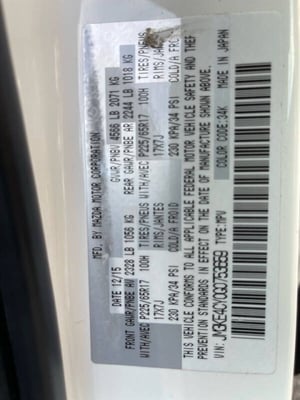 MFD. BY MAZDA MOTOR CORPORATION
DATE 12/15 GVWR/PNBV 4566 LB 2071 KG
FRONT GAWR/PNBE AV 2328 LB 1056 KG REAR GAWR/PNBE AR 2244 LB 1018 KG
WITH/AVEC P225/65R17 100H TIRES/PNEUS WITH/AVEC P225/65R17 100H TIRES/PNEUS
17X7J RIMS/JANTES 17X7J RIMS/JANTES
230 KPA/34 PSI COLD/A FROID 230 KPA/34 PSI COLD/A FRO
THIS VEHICLE CONFORMS TO ALL APPLICABLE FEDERAL MOTOR VEHICLE SAFETY AND THEFT
PREVENTION STANDARDS IN EFFECT ON THE DATE OF MANUFACTURE SHOWN ABOVE.
TYPE:MPV COLOR CODE:34K MADE IN JAPAN